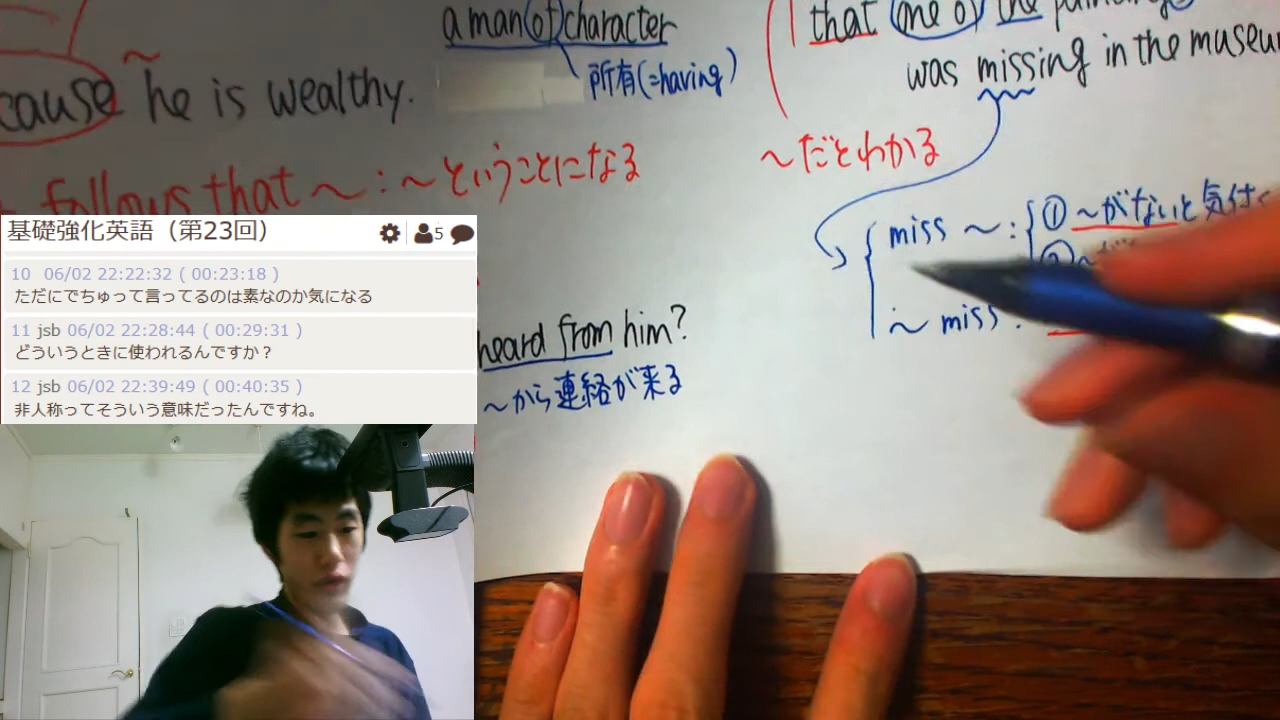 a man of character
所有(=having)
cause he is wealthy.
follows that ～:～ということになる
that one of the
was missing in the museum
～だとわかる
miss ～: ①～がないと気付く
～ miss
heard from him?
～から連絡が来る
基礎強化英語（第23回）
5
10 06/02 22:22:32 ( 00:23:18 )
ただにでちゅって言ってるのは素なのか気になる
11 jsb 06/02 22:28:44 ( 00:29:31 )
どういうときに使われるんですか？
12 jsb 06/02 22:39:49 ( 00:40:35 )
非人称ってそういう意味だったんですね。